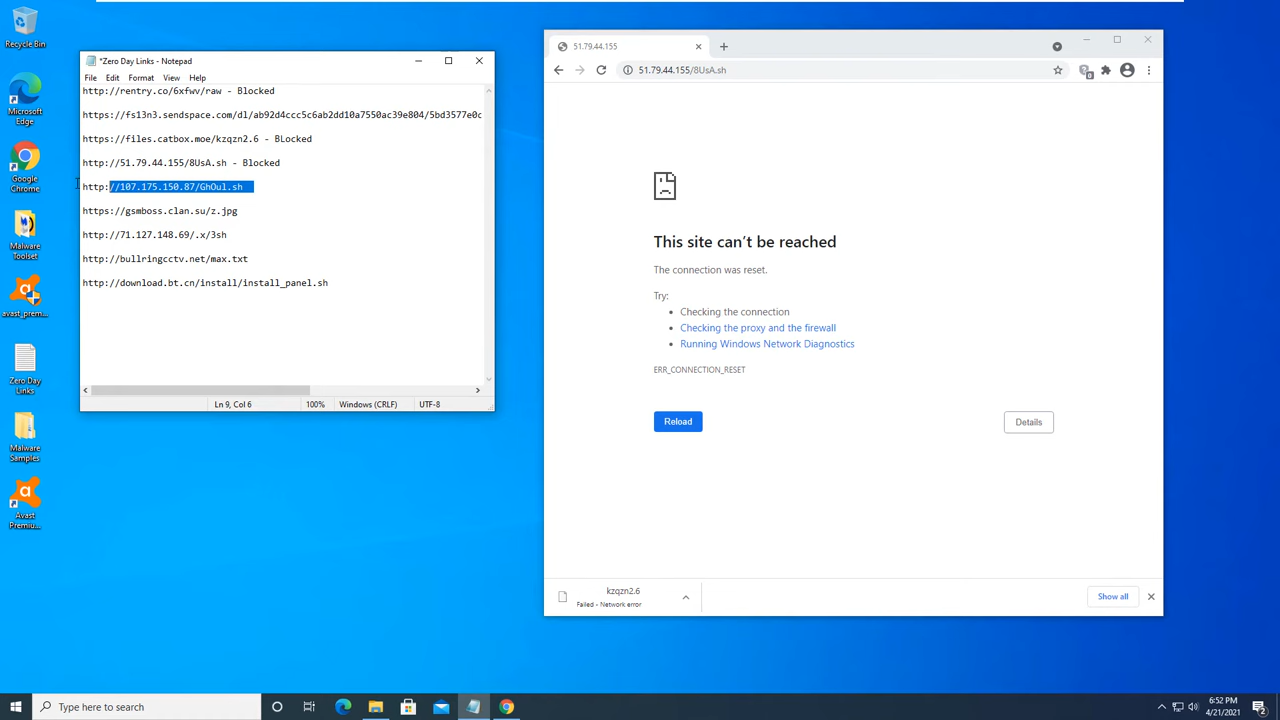 Recycle Bin
Microsoft Edge
Google Chrome
Malware Toolset
avast_prem...
Zero Day Links
Malware Samples
Avast Premiu...
*Zero Day Links - Notepad
File Edit Format View Help
http://rentry.co/6xfwv/raw - Blocked
https://fs13n3.sendspace.com/dl/ab92d4ccc5c6ab2dd10a7550ac39e804/5bd3577e0c
https://files.catbox.moe/kzqzn2.6 - BLocked
http://51.79.44.155/8UsA.sh - Blocked
http://107.175.150.87/GhOul.sh
https://gsmboss.clan.su/z.jpg
http://71.127.148.69/.x/3sh
http://bullringcctv.net/max.txt
http://download.bt.cn/install/install_panel.sh
Ln 9, Col 6 100% Windows (CRLF) UTF-8
51.79.44.155
51.79.44.155/8UsA.sh
This site can't be reached
The connection was reset.
Try:
Checking the connection
Checking the proxy and the firewall
Running Windows Network Diagnostics
ERR_CONNECTION_RESET
Reload
Details
kzqzn2.6
Failed - Network error
Show all
Type here to search
6:52 PM
4/21/2021
2